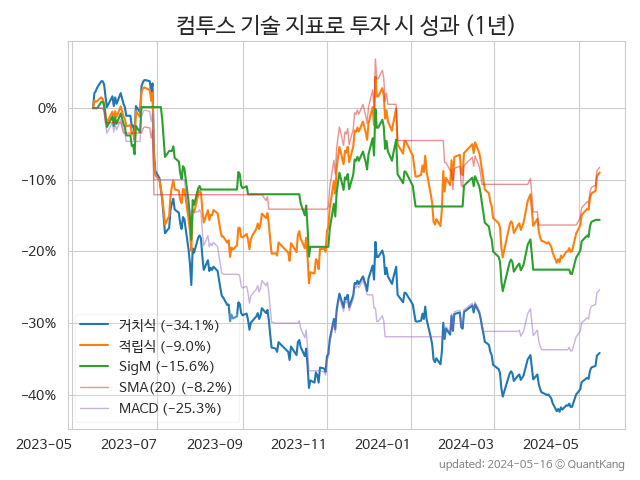 컴투스 기술 지표로 투자 시 성과 (1년)
0%
−10%
−20%
−30%
−40%
거치식 (−34.1%)
적립식 (−9.0%)
SigM (−15.6%)
SMA(20) (−8.2%)
MACD (−25.3%)
2023-05 2023-07 2023-09 2023-11 2024-01 2024-03 2024-05
updated: 2024-05-16 © QuantKang